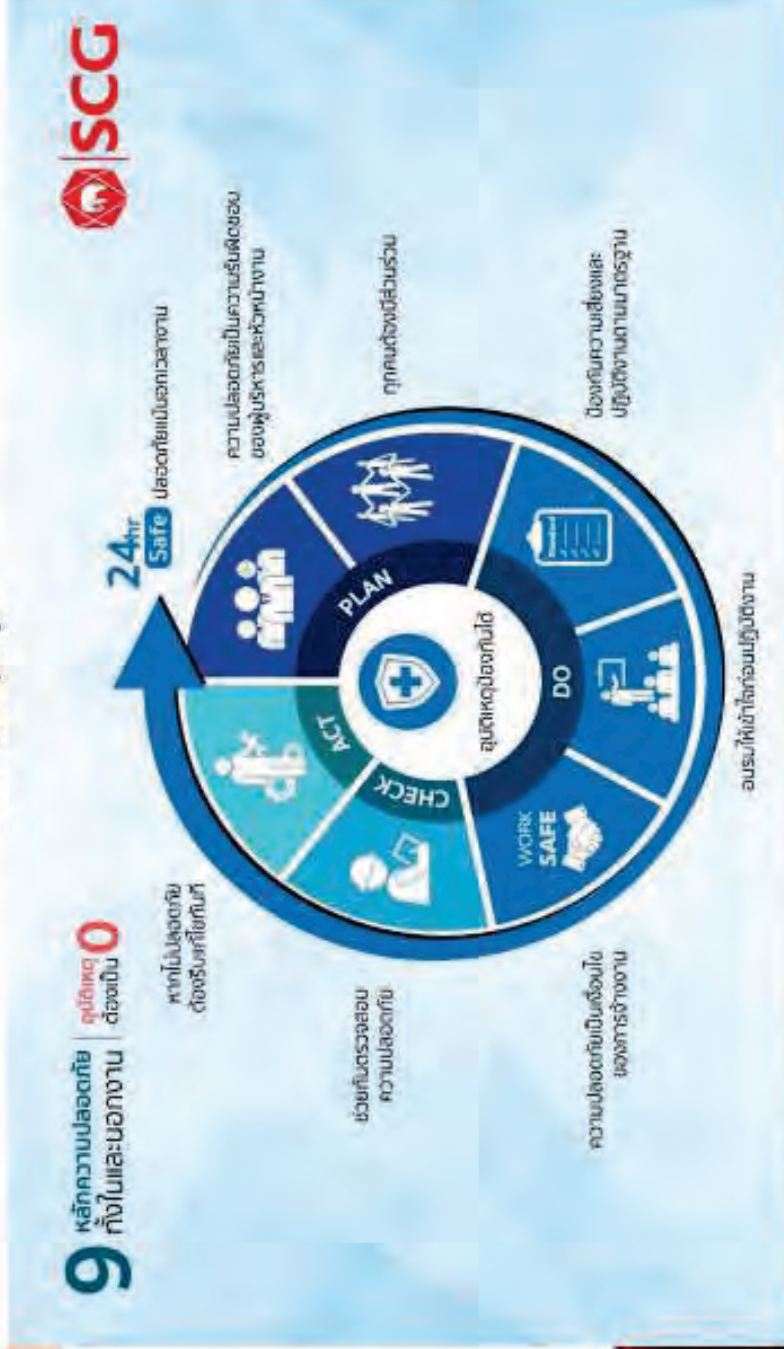 9 หลักความปลอดภัย
ทั้งในและนอกงาน
อุบัติเหตุ
ต้องเป็น 0
SCG
24hr
Safe ปลอดภัยแม้นอกเวลางาน
ความปลอดภัยเป็นความรับผิดชอบ
ของผู้บริหารและหัวหน้างาน
ทุกคนต้องมีส่วนร่วม
ป้องกันความเสี่ยงและ
ปฏิบัติงานตามมาตรฐาน
อบรมให้เข้าใจก่อนปฏิบัติงาน
ความปลอดภัยเป็นเงื่อนไข
ของการจ้างงาน
ช่วยกันตรวจสอบ
ความปลอดภัย
หากไม่ปลอดภัย
ต้องรีบแก้ไขทันที
PLAN
DO
CHECK
ACT
อุบัติเหตุป้องกันได้
WORK
SAFE
Standard